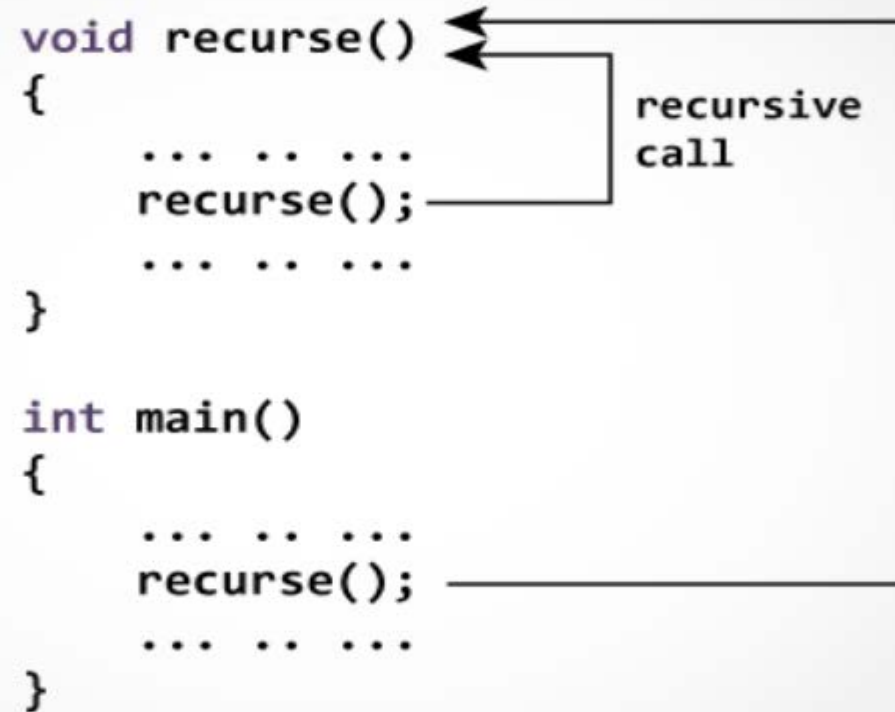 void recurse()
{
... .. ...
recurse();
... .. ...
}
recursive
call
int main()
{
... .. ...
recurse();
... .. ...
}